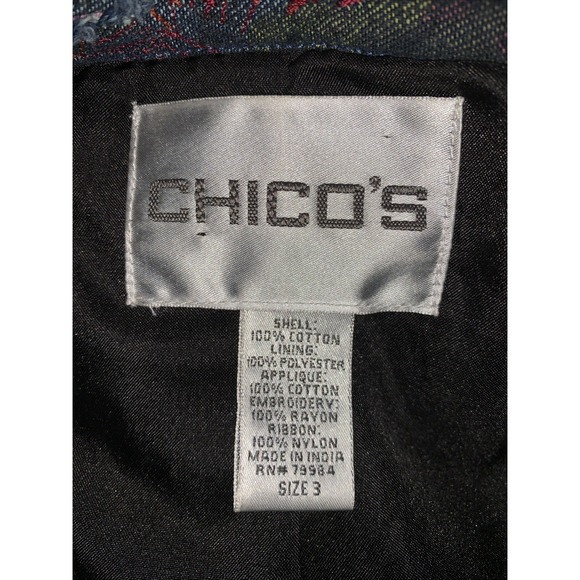 CHICO'S
SHELL:
100% COTTON
LINING:
100% POLYESTER
APPLIQUE:
100% COTTON
EMBROIDERY:
100% RAYON
RIBBON:
100% NYLON
MADE IN INDIA
RN# 79984
SIZE 3